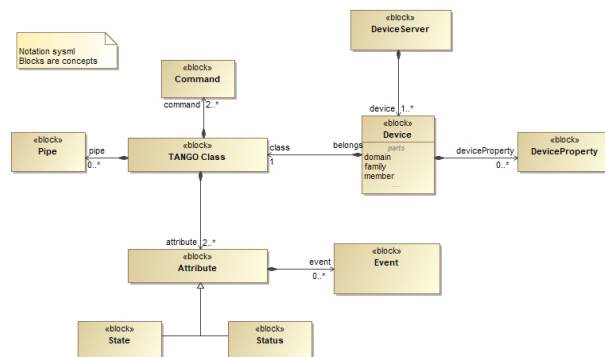 Notation sysml
Blocks are concepts
«block»
DeviceServer
«block»
Command
command
2..*
device
1..*
«block»
Pipe
pipe
0..*
«block»
TANGO Class
class
1
belongs
«block»
Device
parts
domain
family
member
...
deviceProperty
0..*
«block»
DeviceProperty
attribute
2..*
«block»
Attribute
event
0..*
«block»
Event
«block»
State
«block»
Status